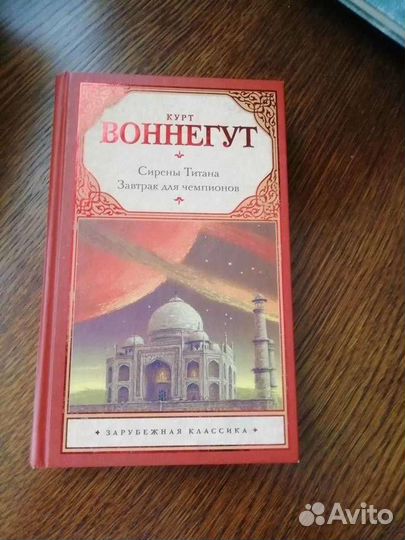 КУРТ
ВОННЕГУТ
Сирены Титана
Завтрак для чемпионов
ЗАРУБЕЖНАЯ КЛАССИКА
Avito